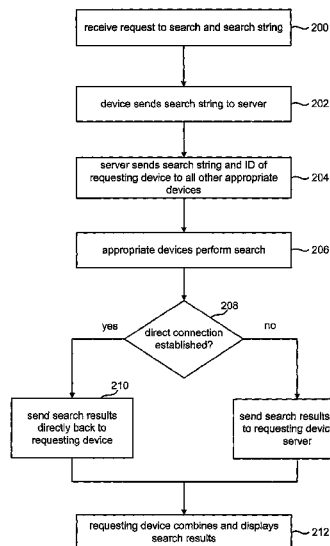 receive request to search and search string
200
device sends search string to server
202
server sends search string and ID of
requesting device to all other appropriate
devices
204
appropriate devices perform search
206
208
direct connection
established?
yes
no
210
send search results
directly back to
requesting device
send search results
to requesting devic
server
requesting device combines and displays
search results
212